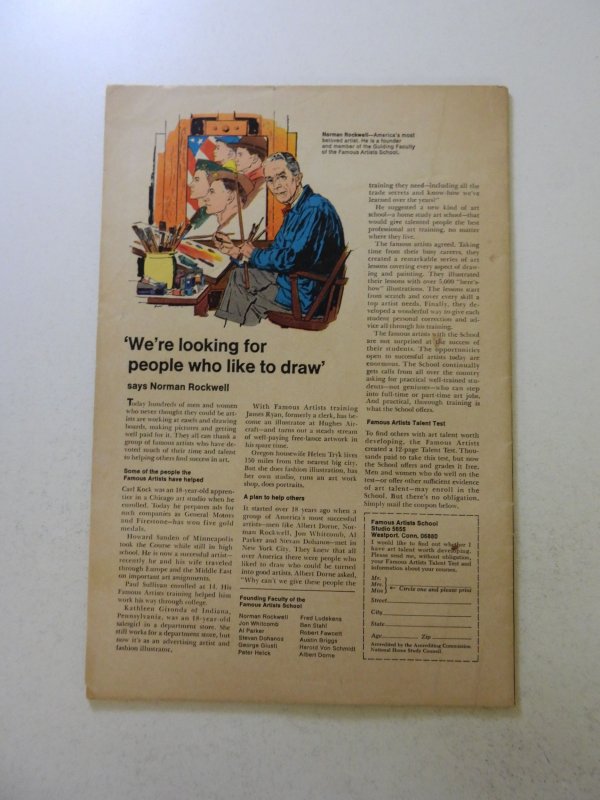 Norman Rockwell—America's most
beloved artist. He is a founder
and member of the Guiding Faculty
of the Famous Artists School.
'We're looking for
people who like to draw'
says Norman Rockwell
Today hundreds of men and women
who never thought they could be art-
ists are working at easels and drawing
boards, making pictures and getting
well paid for it. They all can thank a
group of famous artists who have de-
voted much of their time and talent
to helping others find success in art.
Some of the people the
Famous Artists have helped
Carl Kock was an 18-year-old appren-
tice in a Chicago art studio when he
enrolled. Today he prepares ads for
such companies as General Motors
and Firestone—has won five gold
medals.
Howard Sanden of Minneapolis
took the Course while still in high
school. He is now a successful artist—
recently he and his wife traveled
through Europe and the Middle East
on important art assignments.
Paul Sullivan enrolled at 14. His
Famous Artists training helped him
work his way through college.
Kathleen Gironda of Indiana,
Pennsylvania, was an 18-year old
salesgirl in a department store. She
still works for a department store, but
now it's as an advertising artist and
fashion illustrator.
With Famous Artists training
James Ryan, formerly a clerk, has be-
come an illustrator at Hughes Air-
craft—and turns out a steady stream
of well-paying free-lance artwork in
his spare time.
Oregon housewife Helen Tryk lives
150 miles from the nearest big city.
But she does fashion illustration, has
her own studio, runs an art work
shop, does portraits.
A plan to help others
It started over 18 years ago when a
group of America's most successful
artists—men like Albert Dorne, Nor-
man Rockwell, Jon Whitcomb, Al
Parker and Stevan Dohanos—met in
New York City. They knew that all
over America there were people who
liked to draw who could be turned
into good artists. Albert Dorne asked,
"Why can't we give these people the
Founding Faculty of the
Famous Artists School
Norman Rockwell
Jon Whitcomb
Al Parker
Stevan Dohanos
George Giusti
Peter Helck
Fred Ludekens
Ben Stahl
Robert Fawcett
Austin Briggs
Harold Von Schmidt
Albert Dorne
training they need—including all the
trade secrets and know-how we've
learned over the years?"
He suggested a new kind of art
school—a home study art school—that
would give talented people the best
professional art training, no matter
where they live.
The famous artists agreed. Taking
time from their busy careers, they
created a remarkable series of art
lessons covering every aspect of draw-
ing and painting. They illustrated
their lessons with over 5,000 "here's-
how" illustrations. The lessons start
from scratch and cover every skill a
top artist needs. Finally, they de-
veloped a wonderful way to give each
student personal correction and ad-
vice all through his training.
The famous artists with the School
are not surprised at the success of
their students. The opportunities
open to successful artists today are
enormous. The School continually
gets calls from all over the country
asking for practical well-trained stu-
dents—not geniuses—who can step
into full-time or part-time art jobs.
And practical, thorough training is
what the School offers.
Famous Artists Talent Test
To find others with art talent worth
developing, the Famous Artists
created a 12-page Talent Test. Thou-
sands paid to take this test, but now
the School offers and grades it free.
Men and women who do well on the
test—or offer other sufficient evidence
of art talent—may enroll in the
School. But there's no obligation.
Simply mail the coupon below.
Famous Artists School
Studio 5655
Westport, Conn. 06880
I would like to find out whether I
have art talent worth developing.
Please send me, without obligation,
your Famous Artists Talent Test and
information about your courses.
Mr.
Mrs.
Miss
Circle one and please print
Street
City
State
Age Zip
Accredited by the Accrediting Commission
National Home Study Council.